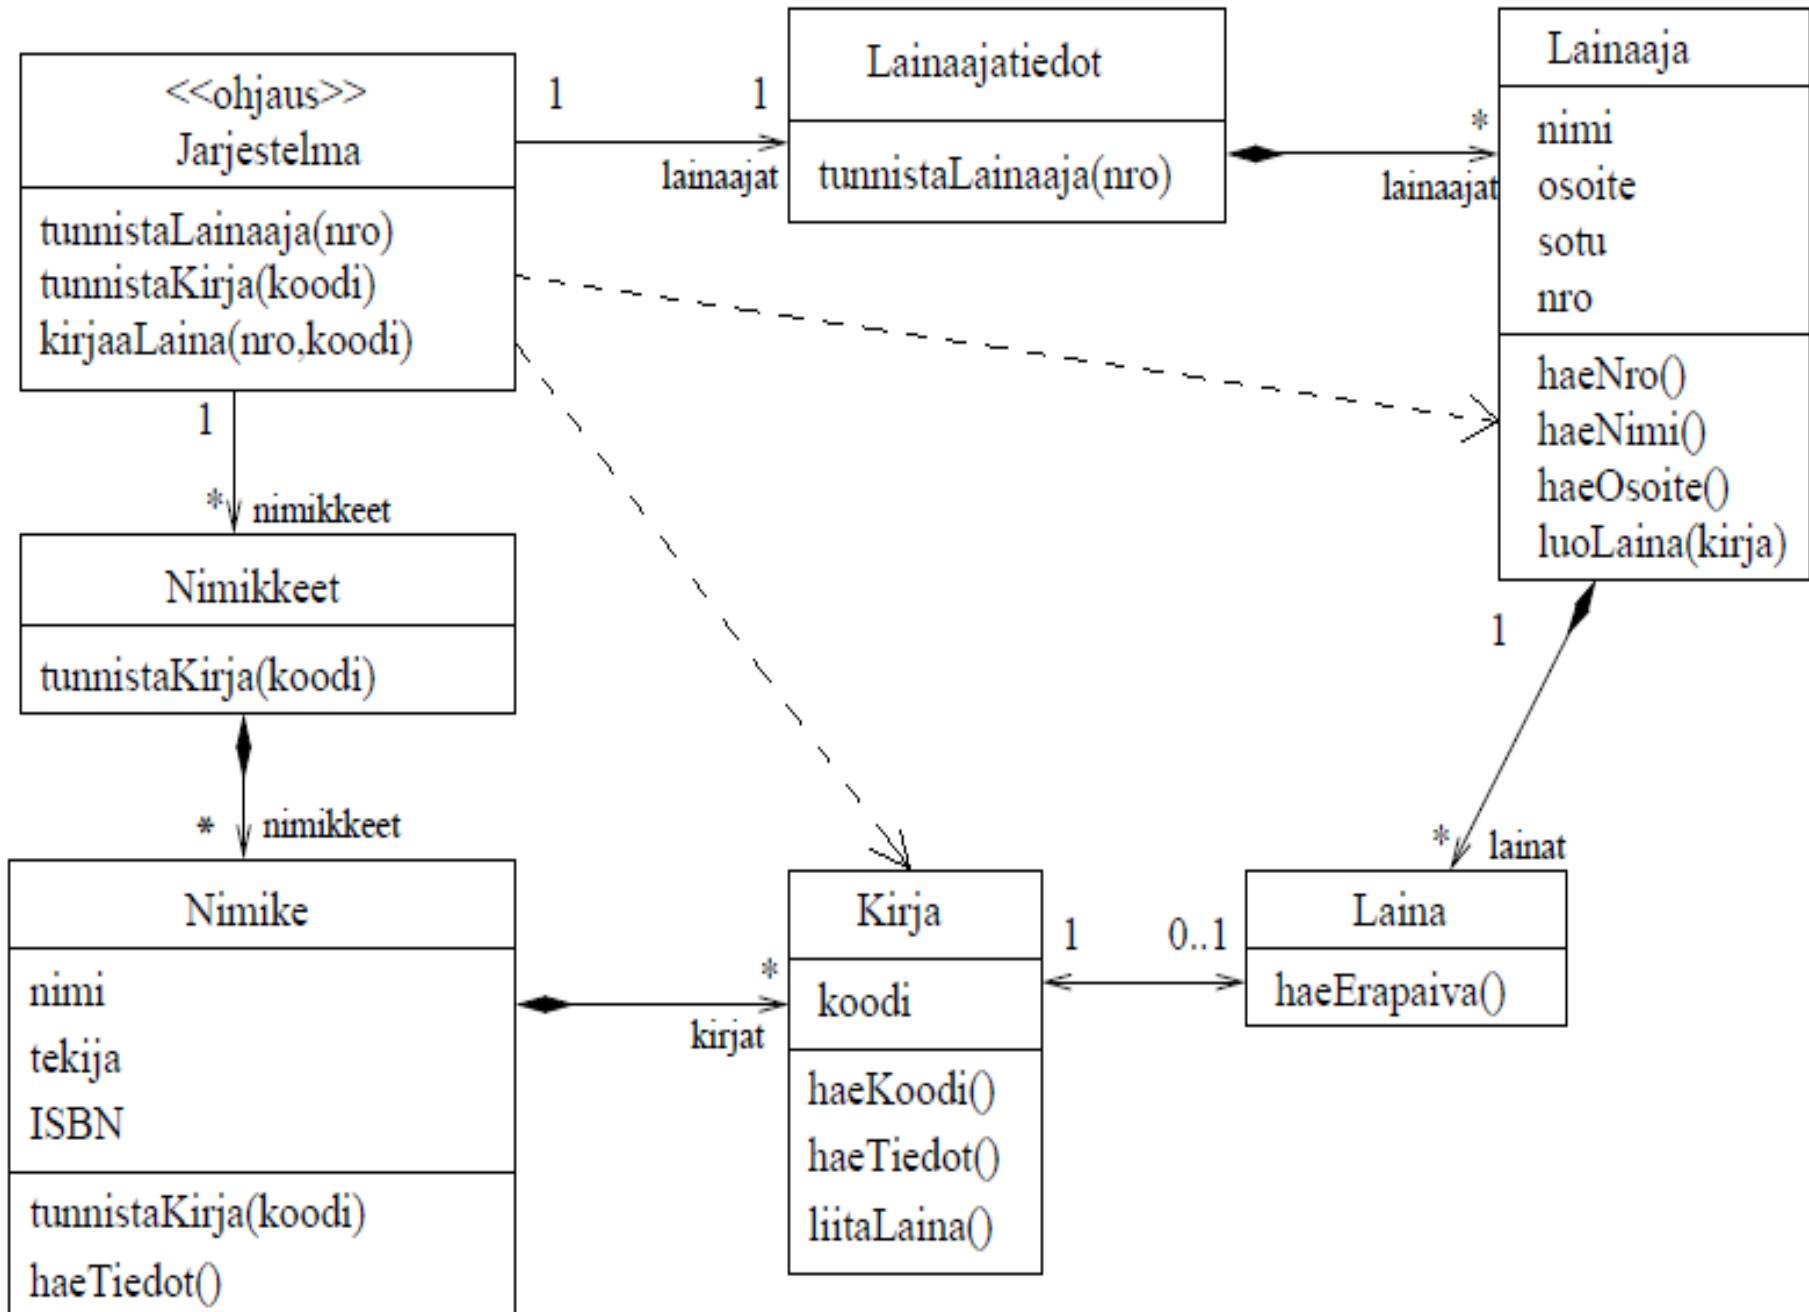 <<ohjaus>>
Jarjestelma
tunnistaLainaaja(nro)
tunnistaKirja(koodi)
kirjaaLaina(nro,koodi)
1
1
lainaajat
Lainaajatiedot
tunnistaLainaaja(nro)
*
lainaajat
Lainaaja
nimi
osoite
sotu
nro
haeNro()
haeNimi()
haeOsoite()
luoLaina(kirja)
1
* nimikkeet
Nimikkeet
tunnistaKirja(koodi)
* nimikkeet
Nimike
nimi
tekija
ISBN
tunnistaKirja(koodi)
haeTiedot()
*
kirjat
Kirja
koodi
haeKoodi()
haeTiedot()
liitaLaina()
1
0..1
1
* lainat
Laina
haeErapaiva()